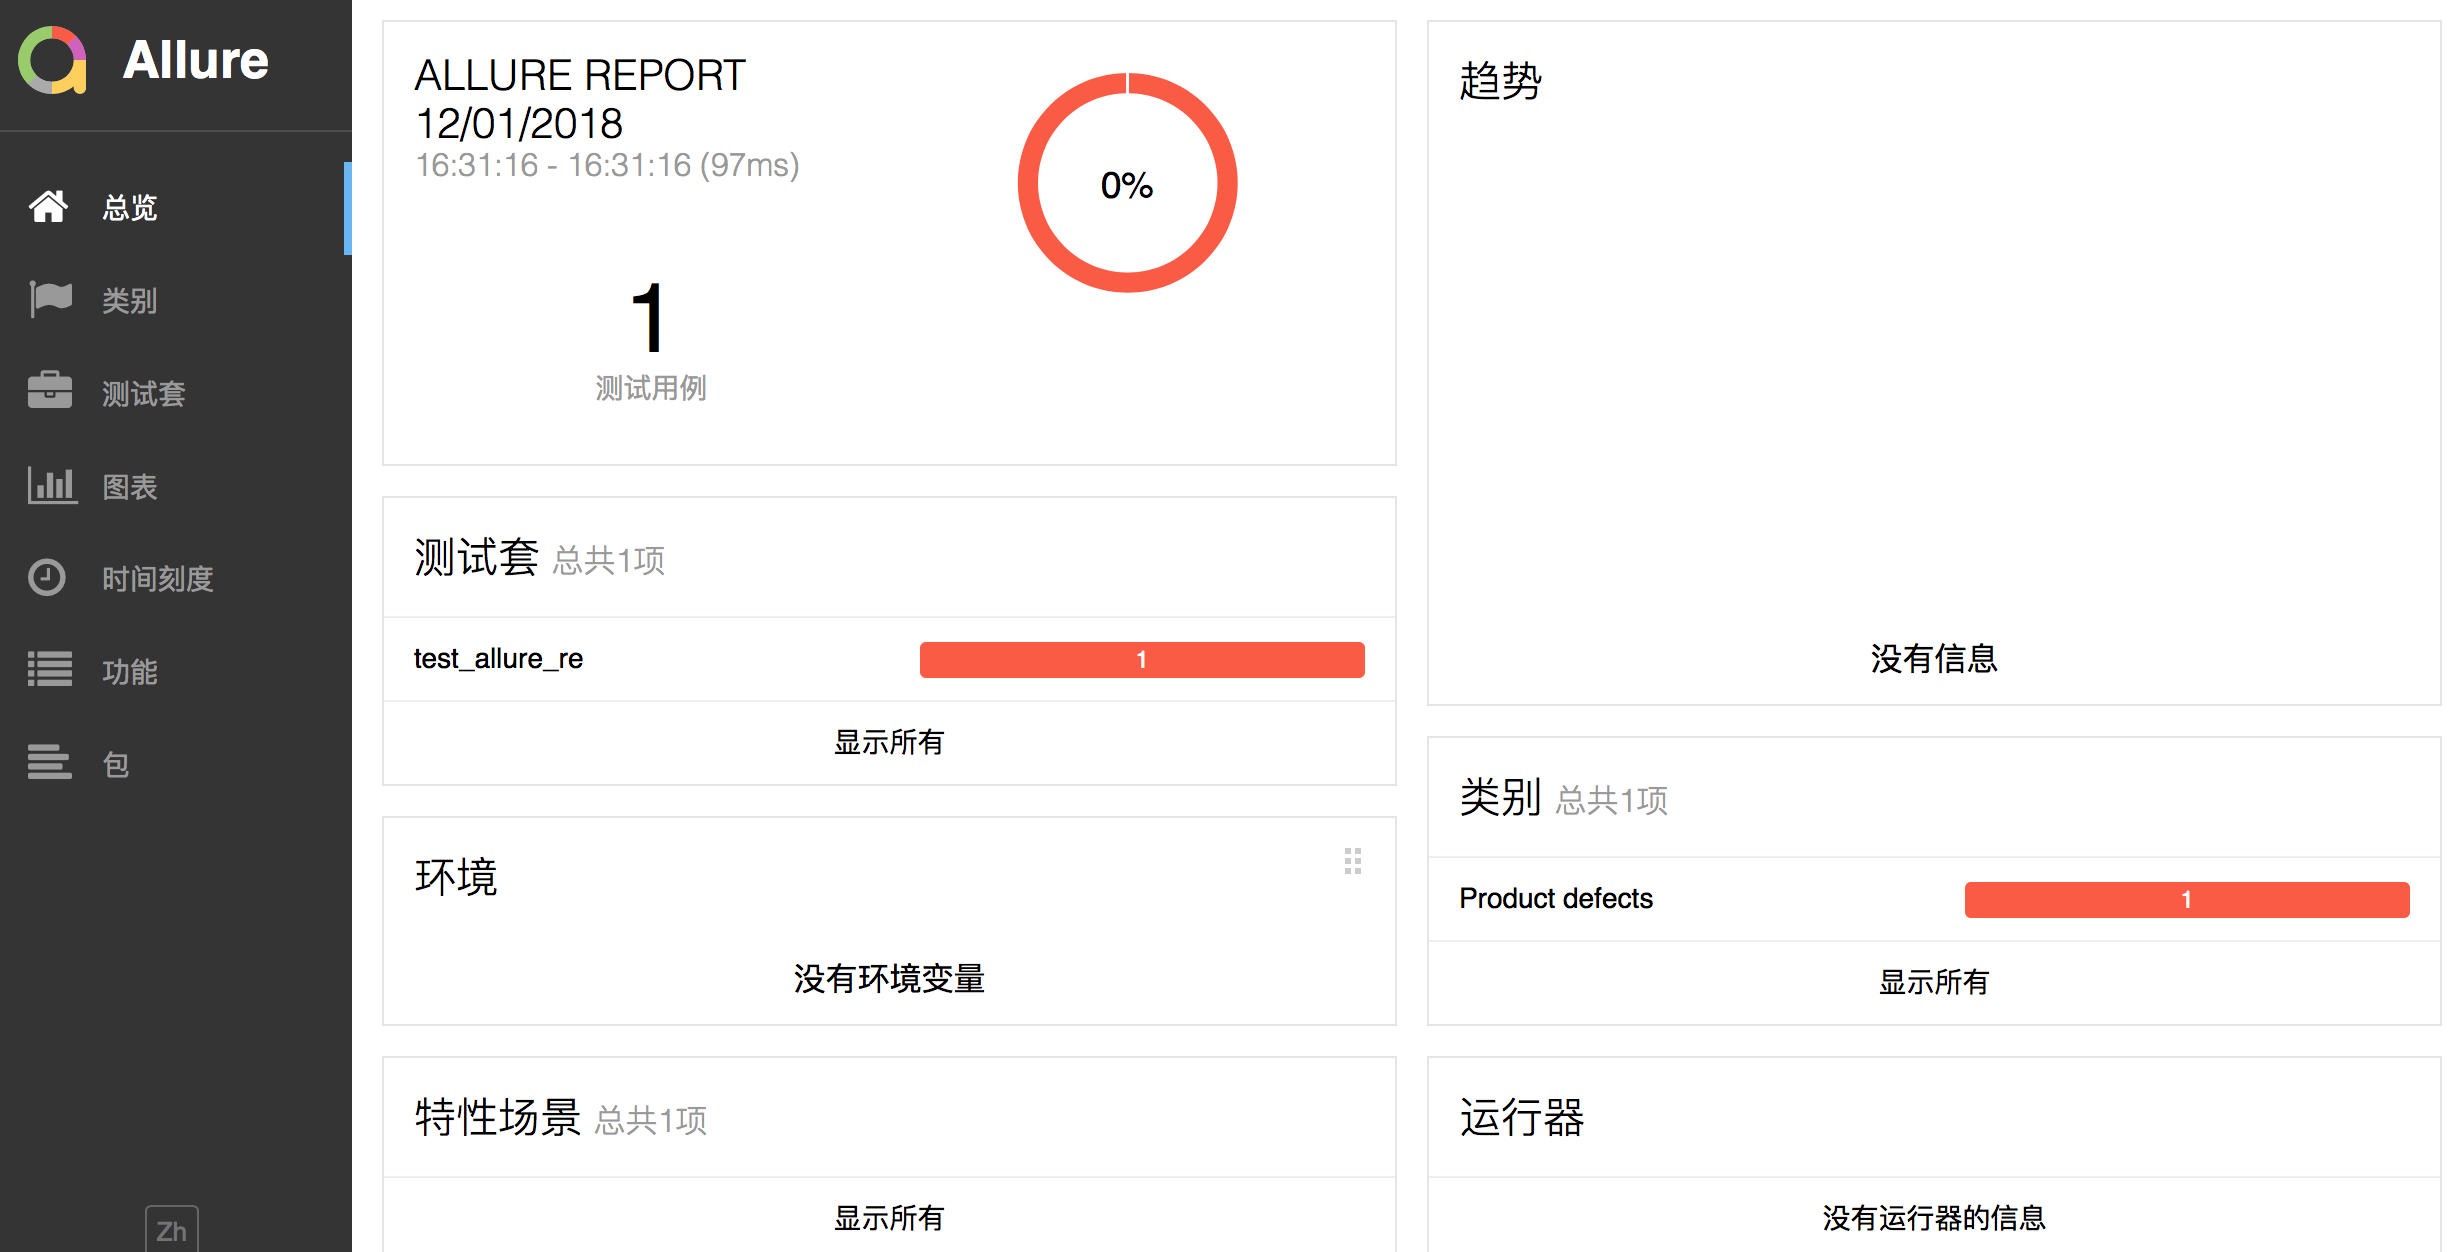 Allure
总览
类别
测试套
图表
时间刻度
功能
包
Zh
ALLURE REPORT
12/01/2018
16:31:16 - 16:31:16 (97ms)
0%
1
测试用例
测试套 总共1项
test_allure_re 1
显示所有
环境
没有环境变量
特性场景 总共1项
显示所有
趋势
没有信息
类别 总共1项
Product defects 1
显示所有
运行器
没有运行器的信息